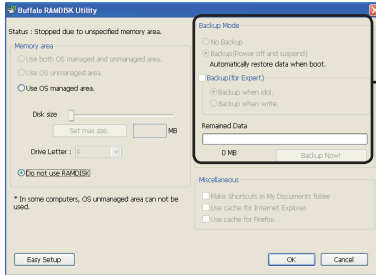 Buffalo RAMDISK Utility
Status : Stopped due to unspecified memory area.
Memory area
Use both OS managed and unmanaged area.
Use OS unmanaged area.
Use OS managed area.
Disk size
Set max size.
MB
Drive Letter : F
Do not use RAMDISK
* In some computers, OS unmanaged area can not be
used.
Easy Setup
Backup Mode
No Backup
Backup(Power off and suspend)
Automatically restore data when boot.
Backup(for Expert)
Backup when idol.
Backup when write.
Remained Data
0 MB
Backup Now!
Miscellaneous
Make Shortcuts in My Documents folder
Use cache for Internet Explorer.
Use cache for Firefox.
OK
Cancel